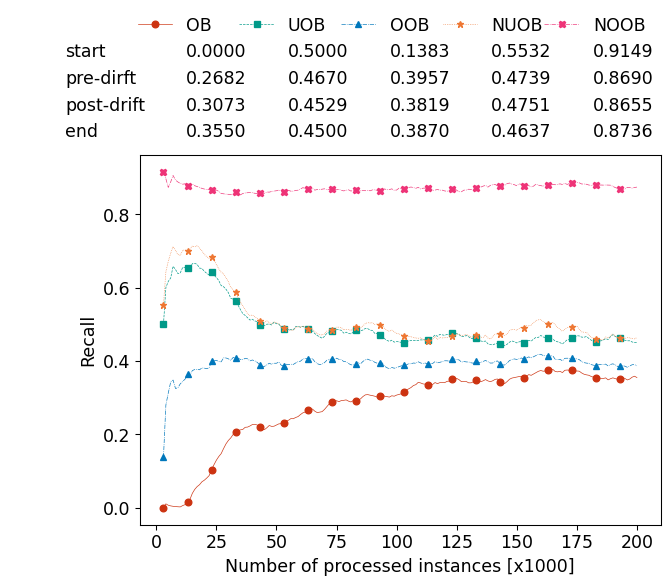 OB UOB OOB NUOB NOOB
start 0.0000 0.5000 0.1383 0.5532 0.9149
pre-dirft 0.2682 0.4670 0.3957 0.4739 0.8690
post-drift 0.3073 0.4529 0.3819 0.4751 0.8655
end 0.3550 0.4500 0.3870 0.4637 0.8736
0.8
0.6
0.4
0.2
0.0
Recall
0 25 50 75 100 125 150 175 200
Number of processed instances [x1000]